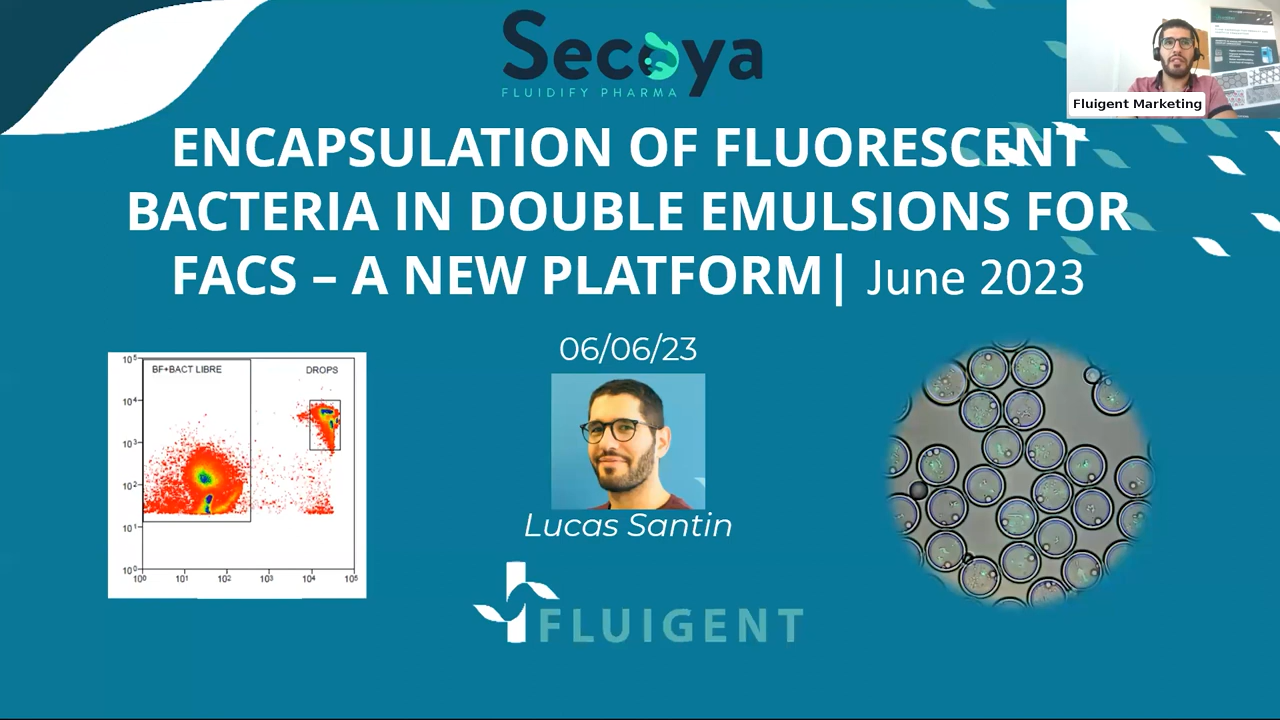 Secoya
FLUIDIFY PHARMA
Fluigent Marketing
ENCAPSULATION OF FLUORESCENT
BACTERIA IN DOUBLE EMULSIONS FOR
FACS – A NEW PLATFORM| June 2023
06/06/23
10⁵
BF+BACT LIBRE
DROPS
10⁴
10³
10²
10¹
10⁰
10⁰ 10¹ 10² 10³ 10⁴ 10⁵
Lucas Santin
FLUIGENT